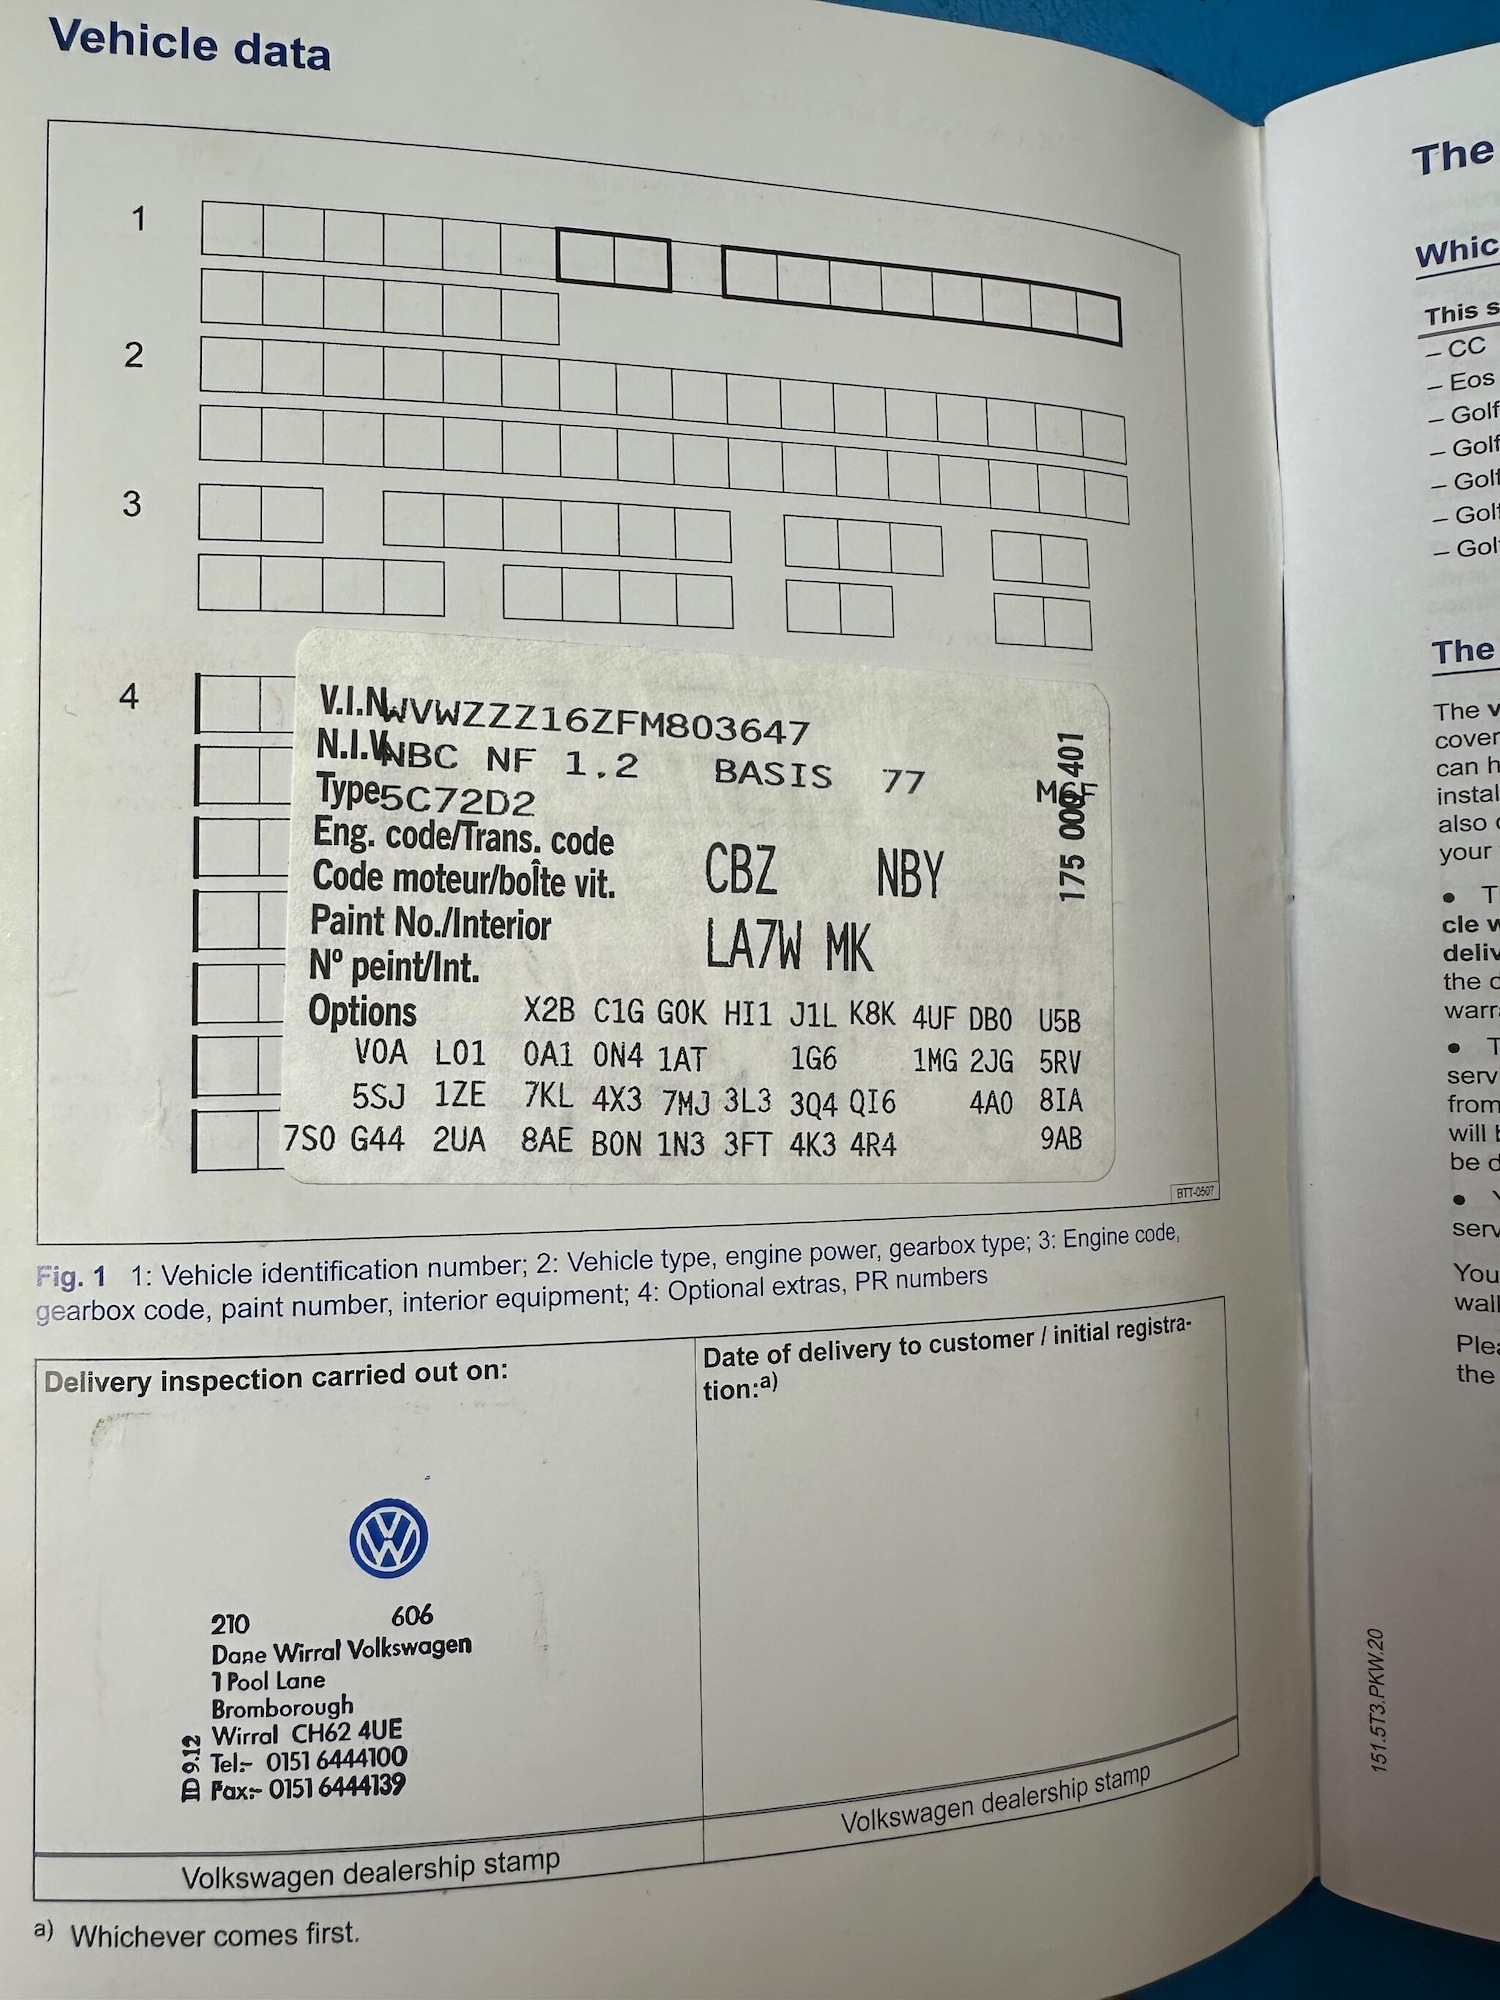 Vehicle data
1
2
3
4
V.I.N. WVWZZZ16ZFM803647
N.I.V. NBC NF 1.2 BASIS 77 M6F
Type 5C72D2
Eng. code/Trans. code
Code moteur/boîte vit. CBZ NBY
Paint No./Interior
Nº peint/Int. LA7W MK
175 000 401
Options X2B C1G G0K HI1 J1L K8K 4UF DB0 U5B
V0A L01 0A1 0N4 1AT 1G6 1MG 2JG 5RV
5SJ 1ZE 7KL 4X3 7MJ 3L3 3Q4 QI6 4A0 8IA
7S0 G44 2UA 8AE B0N 1N3 3FT 4K3 4R4 9AB
BTT-0507
Fig. 1 1: Vehicle identification number; 2: Vehicle type, engine power, gearbox type; 3: Engine code,
gearbox code, paint number, interior equipment; 4: Optional extras, PR numbers
Delivery inspection carried out on:
210 606
Dane Wirral Volkswagen
1 Pool Lane
Bromborough
Wirral CH62 4UE
Tel:- 0151 6444100
Fax:- 0151 6444139
ID 9.12
Volkswagen dealership stamp
Date of delivery to customer / initial registra-
tion:a)
Volkswagen dealership stamp
a) Whichever comes first.
The
Whic
This s
– CC
– Eos
– Golf
– Golf
– Golf
– Golf
– Golf
The
The v
cover
can h
instal
also c
your
• T
cle w
deliv
the c
warra
• T
serv
from
will b
be d
•
serv
You
wall
Plea
the
151.5T3.PKW.20